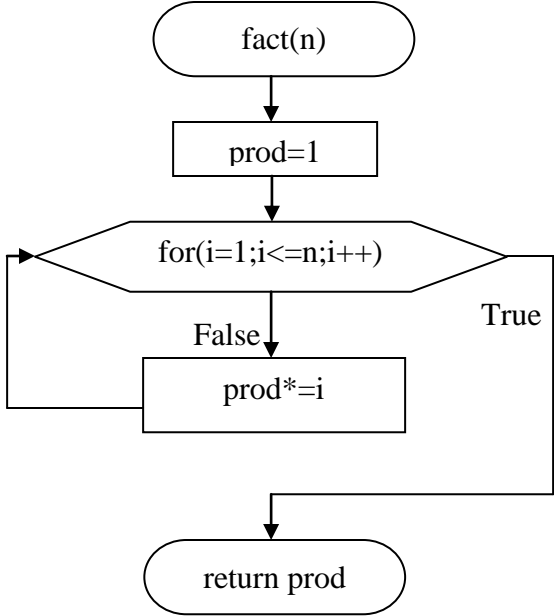 fact(n)
prod=1
for(i=1;i<=n;i++)
True
False
prod*=i
return prod